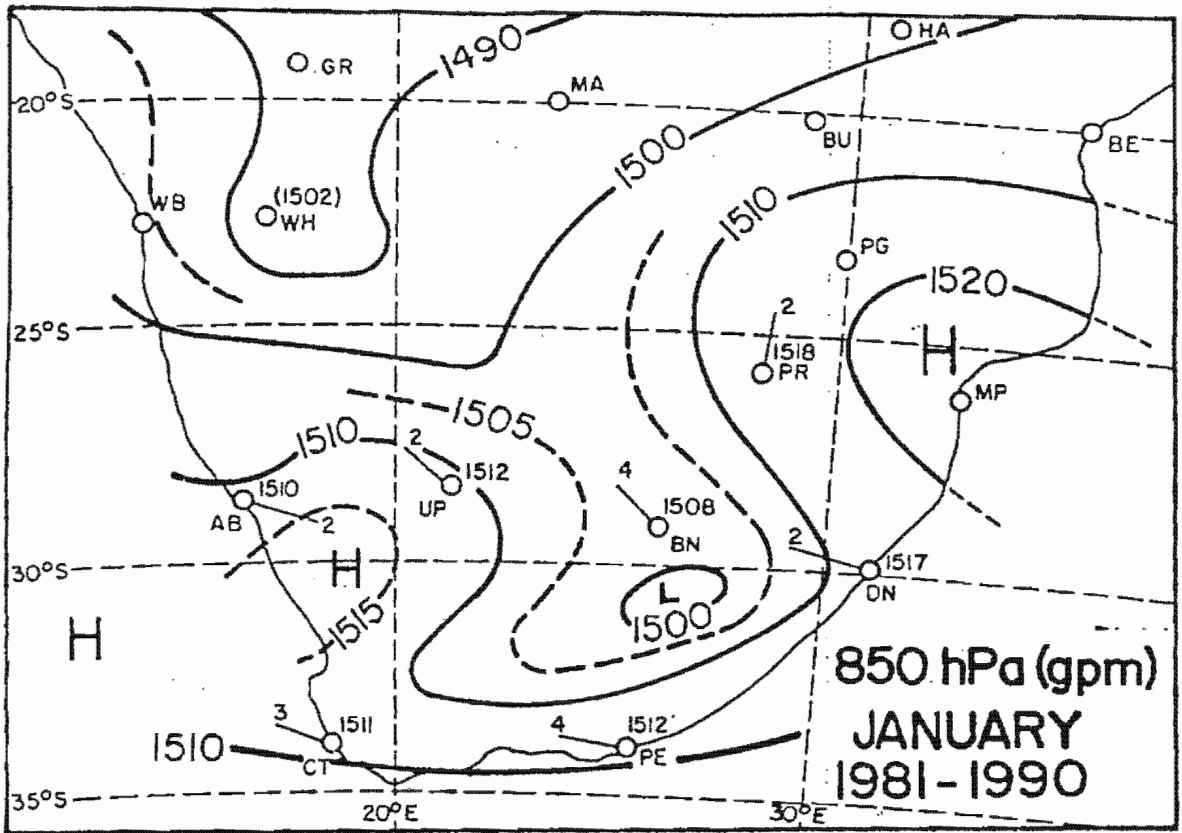 HA
GR
1490
MA
20°S
BU
BE
1500
WB
(1502)
WH
1510
PG
1520
25°S
2
H
1518
PR
MP
1505
1510
2
1512
4
1510
UP
1508
AB
2
BN
2
1517
30°S
H
DN
L
1515
1500
H
850 hPa (gpm)
3
1511
4
1512
JANUARY
1510
CT
PE
1981-1990
35°S
20°E
30°E